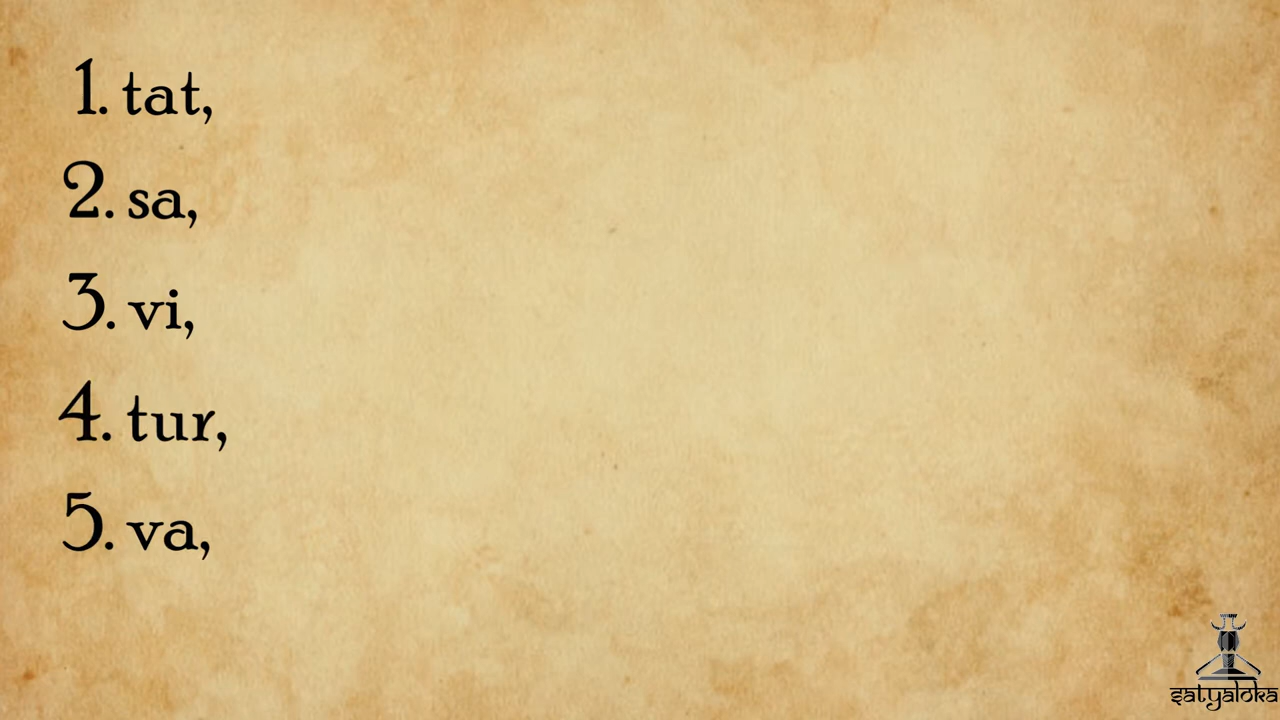 1. tat,
2. sa,
3. vi,
4. tur,
5. va,
satyaloka